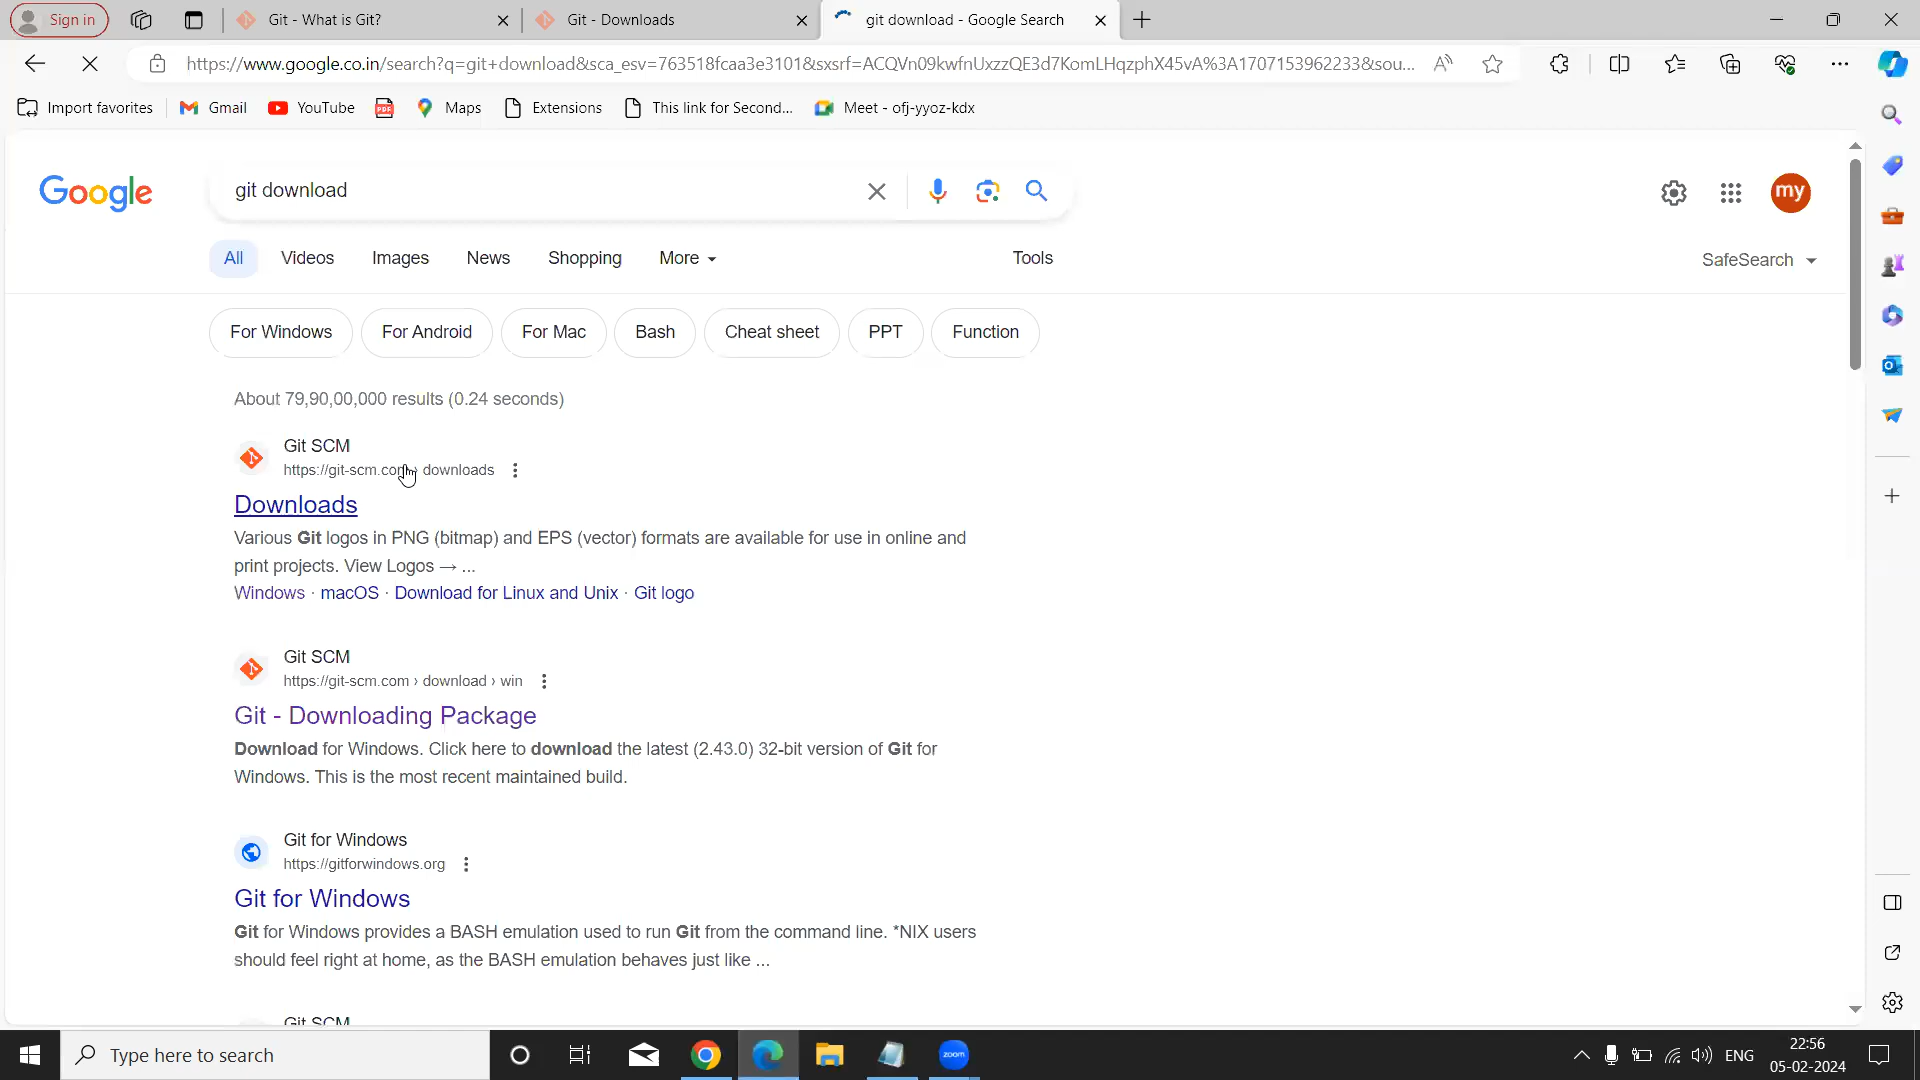 Sign in
Git - What is Git?
Git - Downloads
git download - Google Search
https://www.google.co.in/search?q=git+download&sca_esv=763518fcaa3e3101&sxsrf=ACQVn09kwfnUxzzQE3d7KomLHqzphX45vA%3A1707153962233&sou...
Import favorites
Gmail
YouTube
Maps
Extensions
This link for Second...
Meet - ofj-yyoz-kdx
Google
git download
my
All
Videos
Images
News
Shopping
More
Tools
SafeSearch
For Windows
For Android
For Mac
Bash
Cheat sheet
PPT
Function
About 79,90,00,000 results (0.24 seconds)
Git SCM
https://git-scm.com › downloads
Downloads
Various Git logos in PNG (bitmap) and EPS (vector) formats are available for use in online and
print projects. View Logos → ...
Windows · macOS · Download for Linux and Unix · Git logo
Git SCM
https://git-scm.com › download › win
Git - Downloading Package
Download for Windows. Click here to download the latest (2.43.0) 32-bit version of Git for
Windows. This is the most recent maintained build.
Git for Windows
https://gitforwindows.org
Git for Windows
Git for Windows provides a BASH emulation used to run Git from the command line. *NIX users
should feel right at home, as the BASH emulation behaves just like ...
Git SCM
Type here to search
zoom
ENG
22:56
05-02-2024